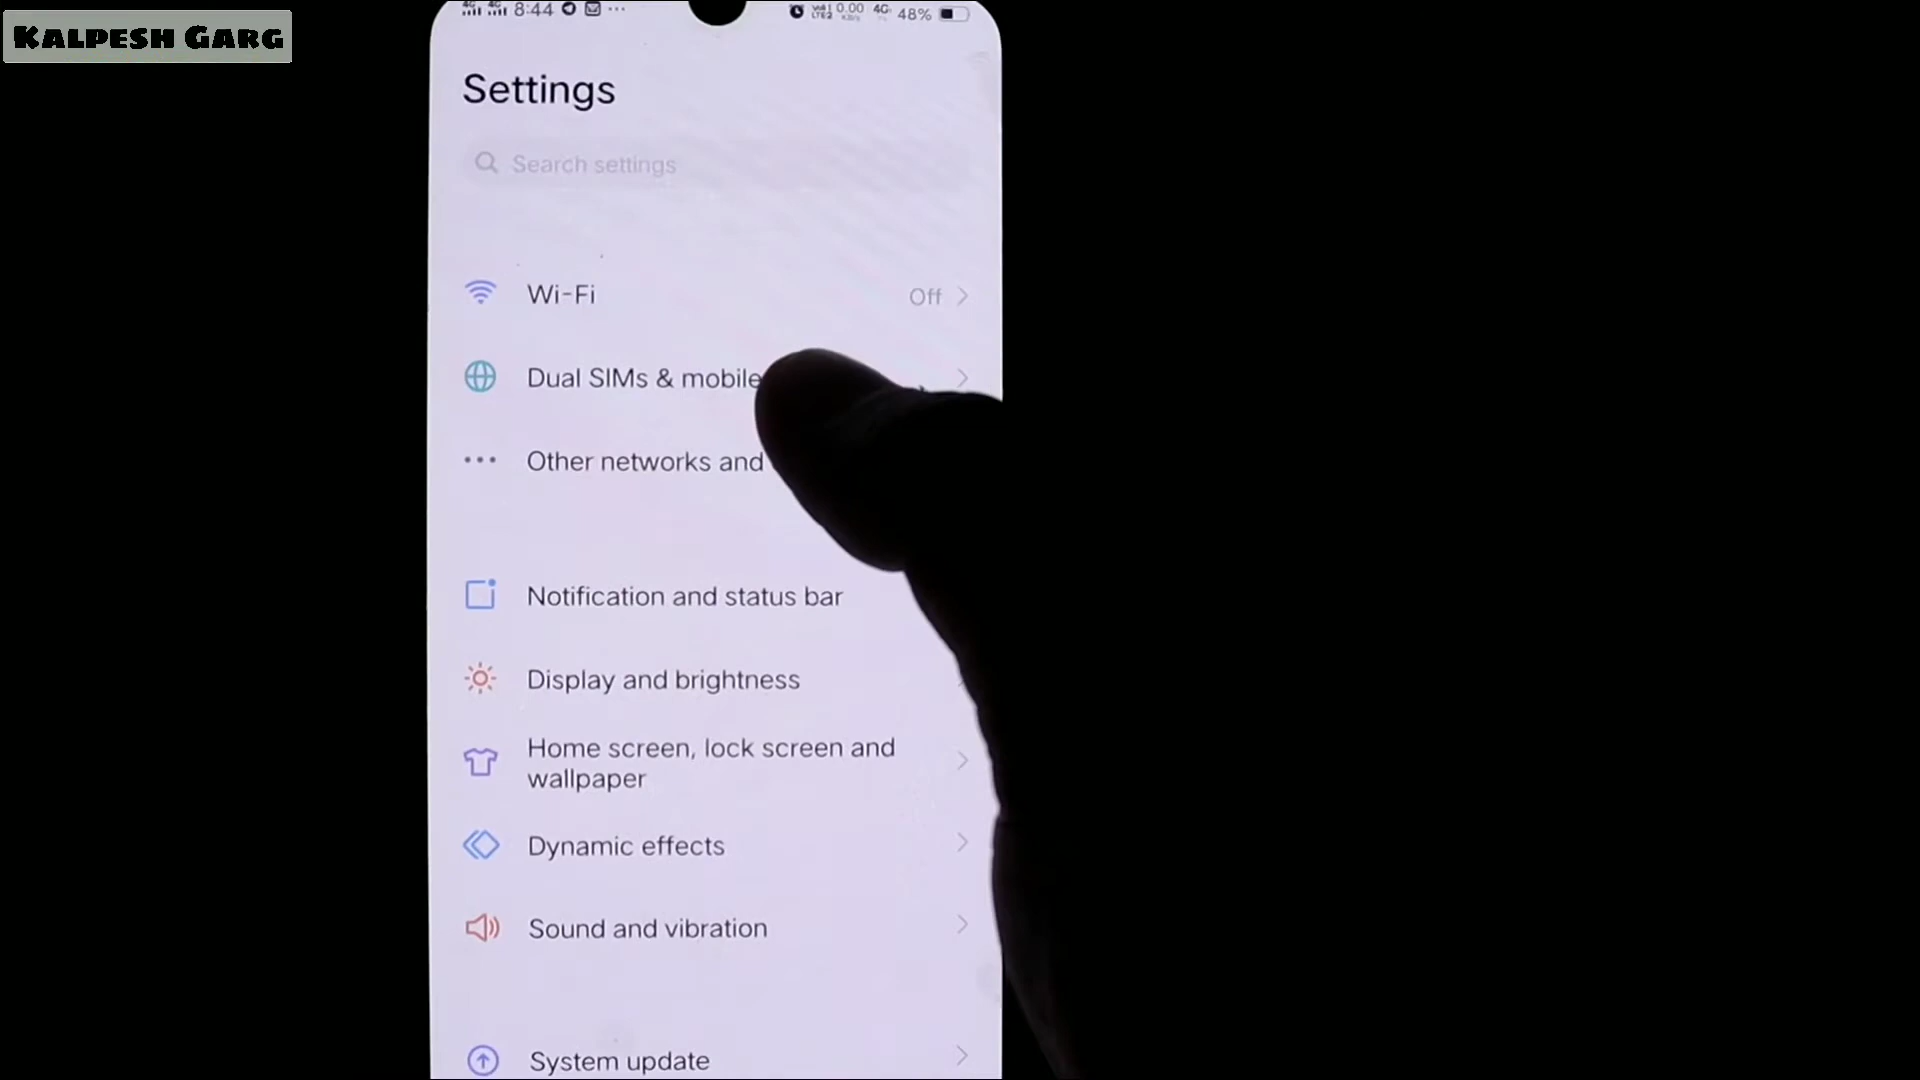 KALPESH GARG
8:44
0.00
4G 48%
Settings
Search settings
Wi-Fi
Off
Dual SIMs & mobile
Other networks and
Notification and status bar
Display and brightness
Home screen, lock screen and
wallpaper
Dynamic effects
Sound and vibration
System update